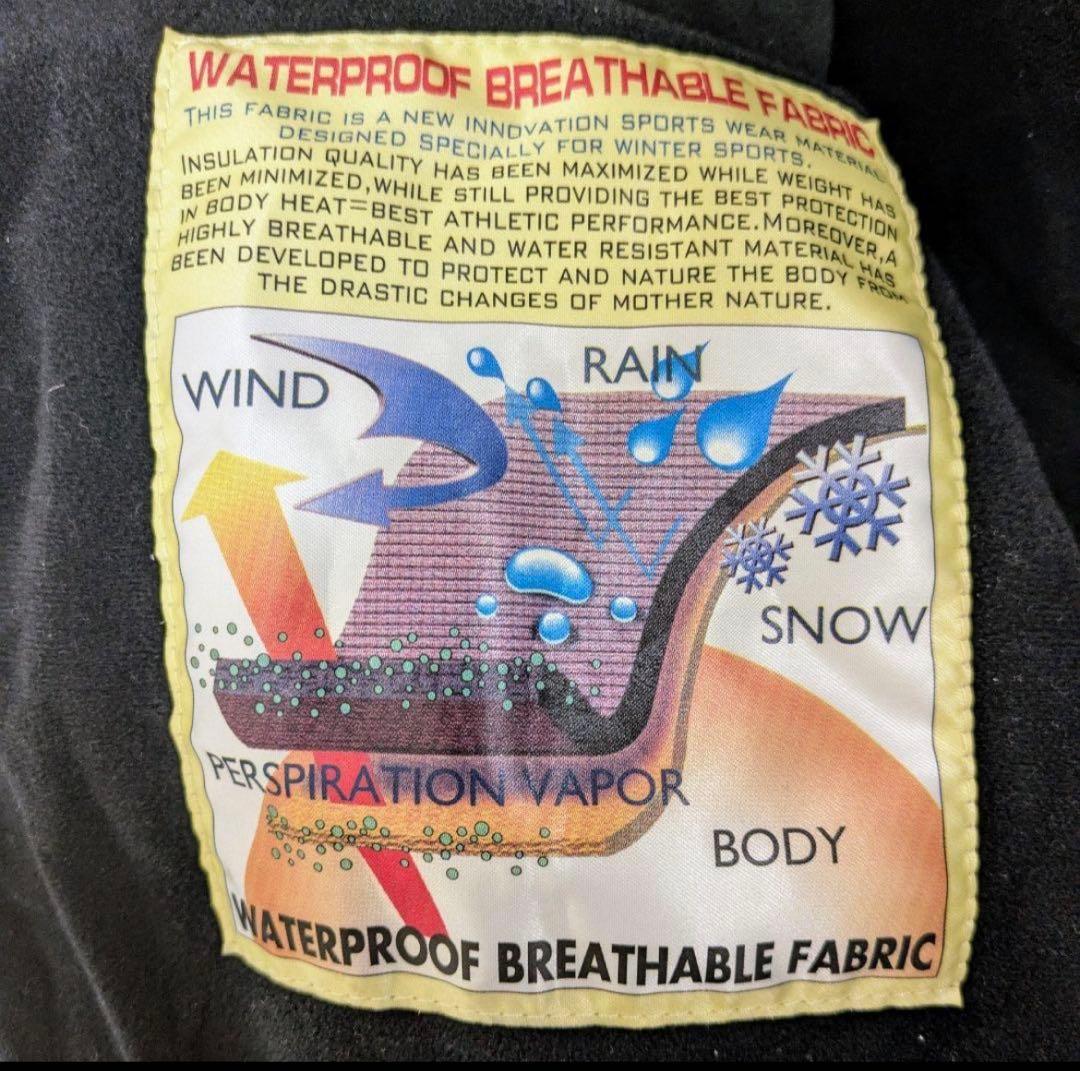 WATERPROOF BREATHABLE FABRIC
THIS FABRIC IS A NEW INNOVATION SPORTS WEAR MATERIAL
DESIGNED SPECIALLY FOR WINTER SPORTS.
INSULATION QUALITY HAS BEEN MAXIMIZED WHILE WEIGHT HAS
BEEN MINIMIZED, WHILE STILL PROVIDING THE BEST PROTECTION
IN BODY HEAT=BEST ATHLETIC PERFORMANCE. MOREOVER, A
HIGHLY BREATHABLE AND WATER RESISTANT MATERIAL HAS
BEEN DEVELOPED TO PROTECT AND NATURE THE BODY FROM
THE DRASTIC CHANGES OF MOTHER NATURE.
RAIN
WIND
SNOW
PERSPIRATION VAPOR
BODY
WATERPROOF BREATHABLE FABRIC